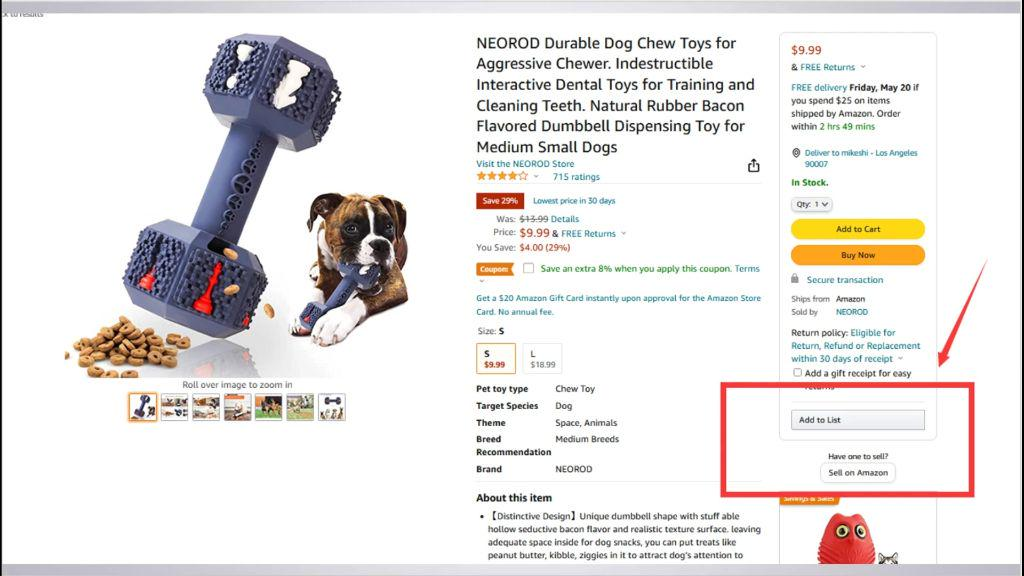 to results
NEOROD Durable Dog Chew Toys for
Aggressive Chewer. Indestructible
Interactive Dental Toys for Training and
Cleaning Teeth. Natural Rubber Bacon
Flavored Dumbbell Dispensing Toy for
Medium Small Dogs
Visit the NEOROD Store
715 ratings
Save 29% Lowest price in 30 days
Was: $13.99 Details
Price: $9.99 & FREE Returns
You Save: $4.00 (29%)
Coupon: Save an extra 8% when you apply this coupon. Terms
Get a $20 Amazon Gift Card instantly upon approval for the Amazon Store
Card. No annual fee.
Size: S
S L
$9.99 $18.99
Pet toy type Chew Toy
Target Species Dog
Theme Space, Animals
Breed Medium Breeds
Recommendation
Brand NEOROD
About this item
• 【Distinctive Design】Unique dumbbell shape with stuff able
hollow seductive bacon flavor and realistic texture surface. leaving
adequate space inside for dog snacks, you can put treats like
peanut butter, kibble, ziggies in it to attract dog's attention to
Roll over image to zoom in
$9.99
& FREE Returns
FREE delivery Friday, May 20 if
you spend $25 on items
shipped by Amazon. Order
within 2 hrs 49 mins
Deliver to mikeshi - Los Angeles
90007
In Stock.
Qty: 1
Add to Cart
Buy Now
Secure transaction
Ships from Amazon
Sold by NEOROD
Return policy: Eligible for
Return, Refund or Replacement
within 30 days of receipt
Add a gift receipt for easy
returns
Add to List
Have one to sell?
Sell on Amazon
Savings & Sales